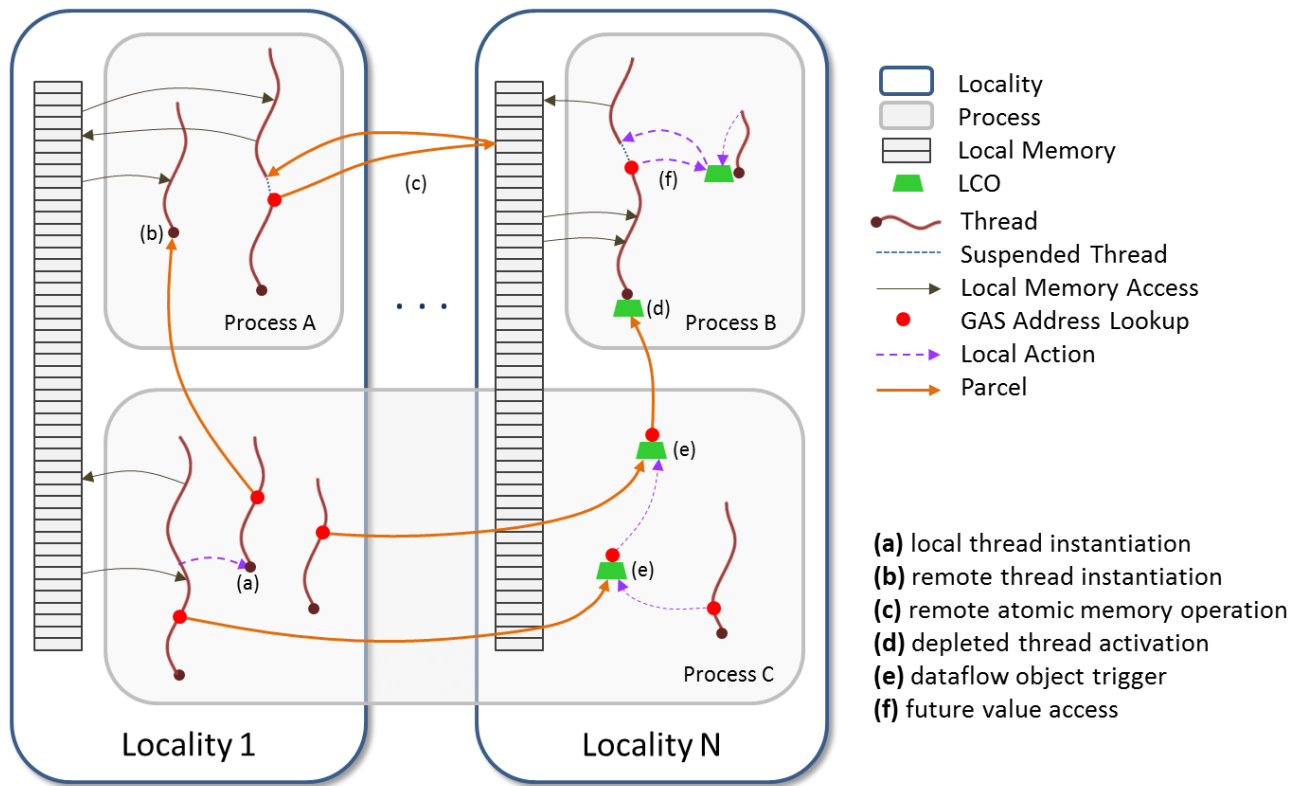 (b)
Process A
(c)
. . .
(f)
(d)
Process B
(a)
(e)
(e)
Process C
Locality 1
Locality N
Locality
Process
Local Memory
LCO
Thread
Suspended Thread
Local Memory Access
GAS Address Lookup
Local Action
Parcel
(a) local thread instantiation
(b) remote thread instantiation
(c) remote atomic memory operation
(d) depleted thread activation
(e) dataflow object trigger
(f) future value access